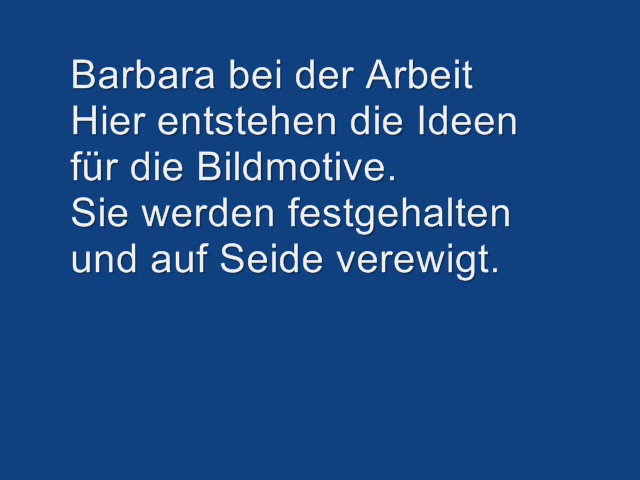 Barbara bei der Arbeit
Hier entstehen die Ideen
für die Bildmotive.
Sie werden festgehalten
und auf Seide verewigt.